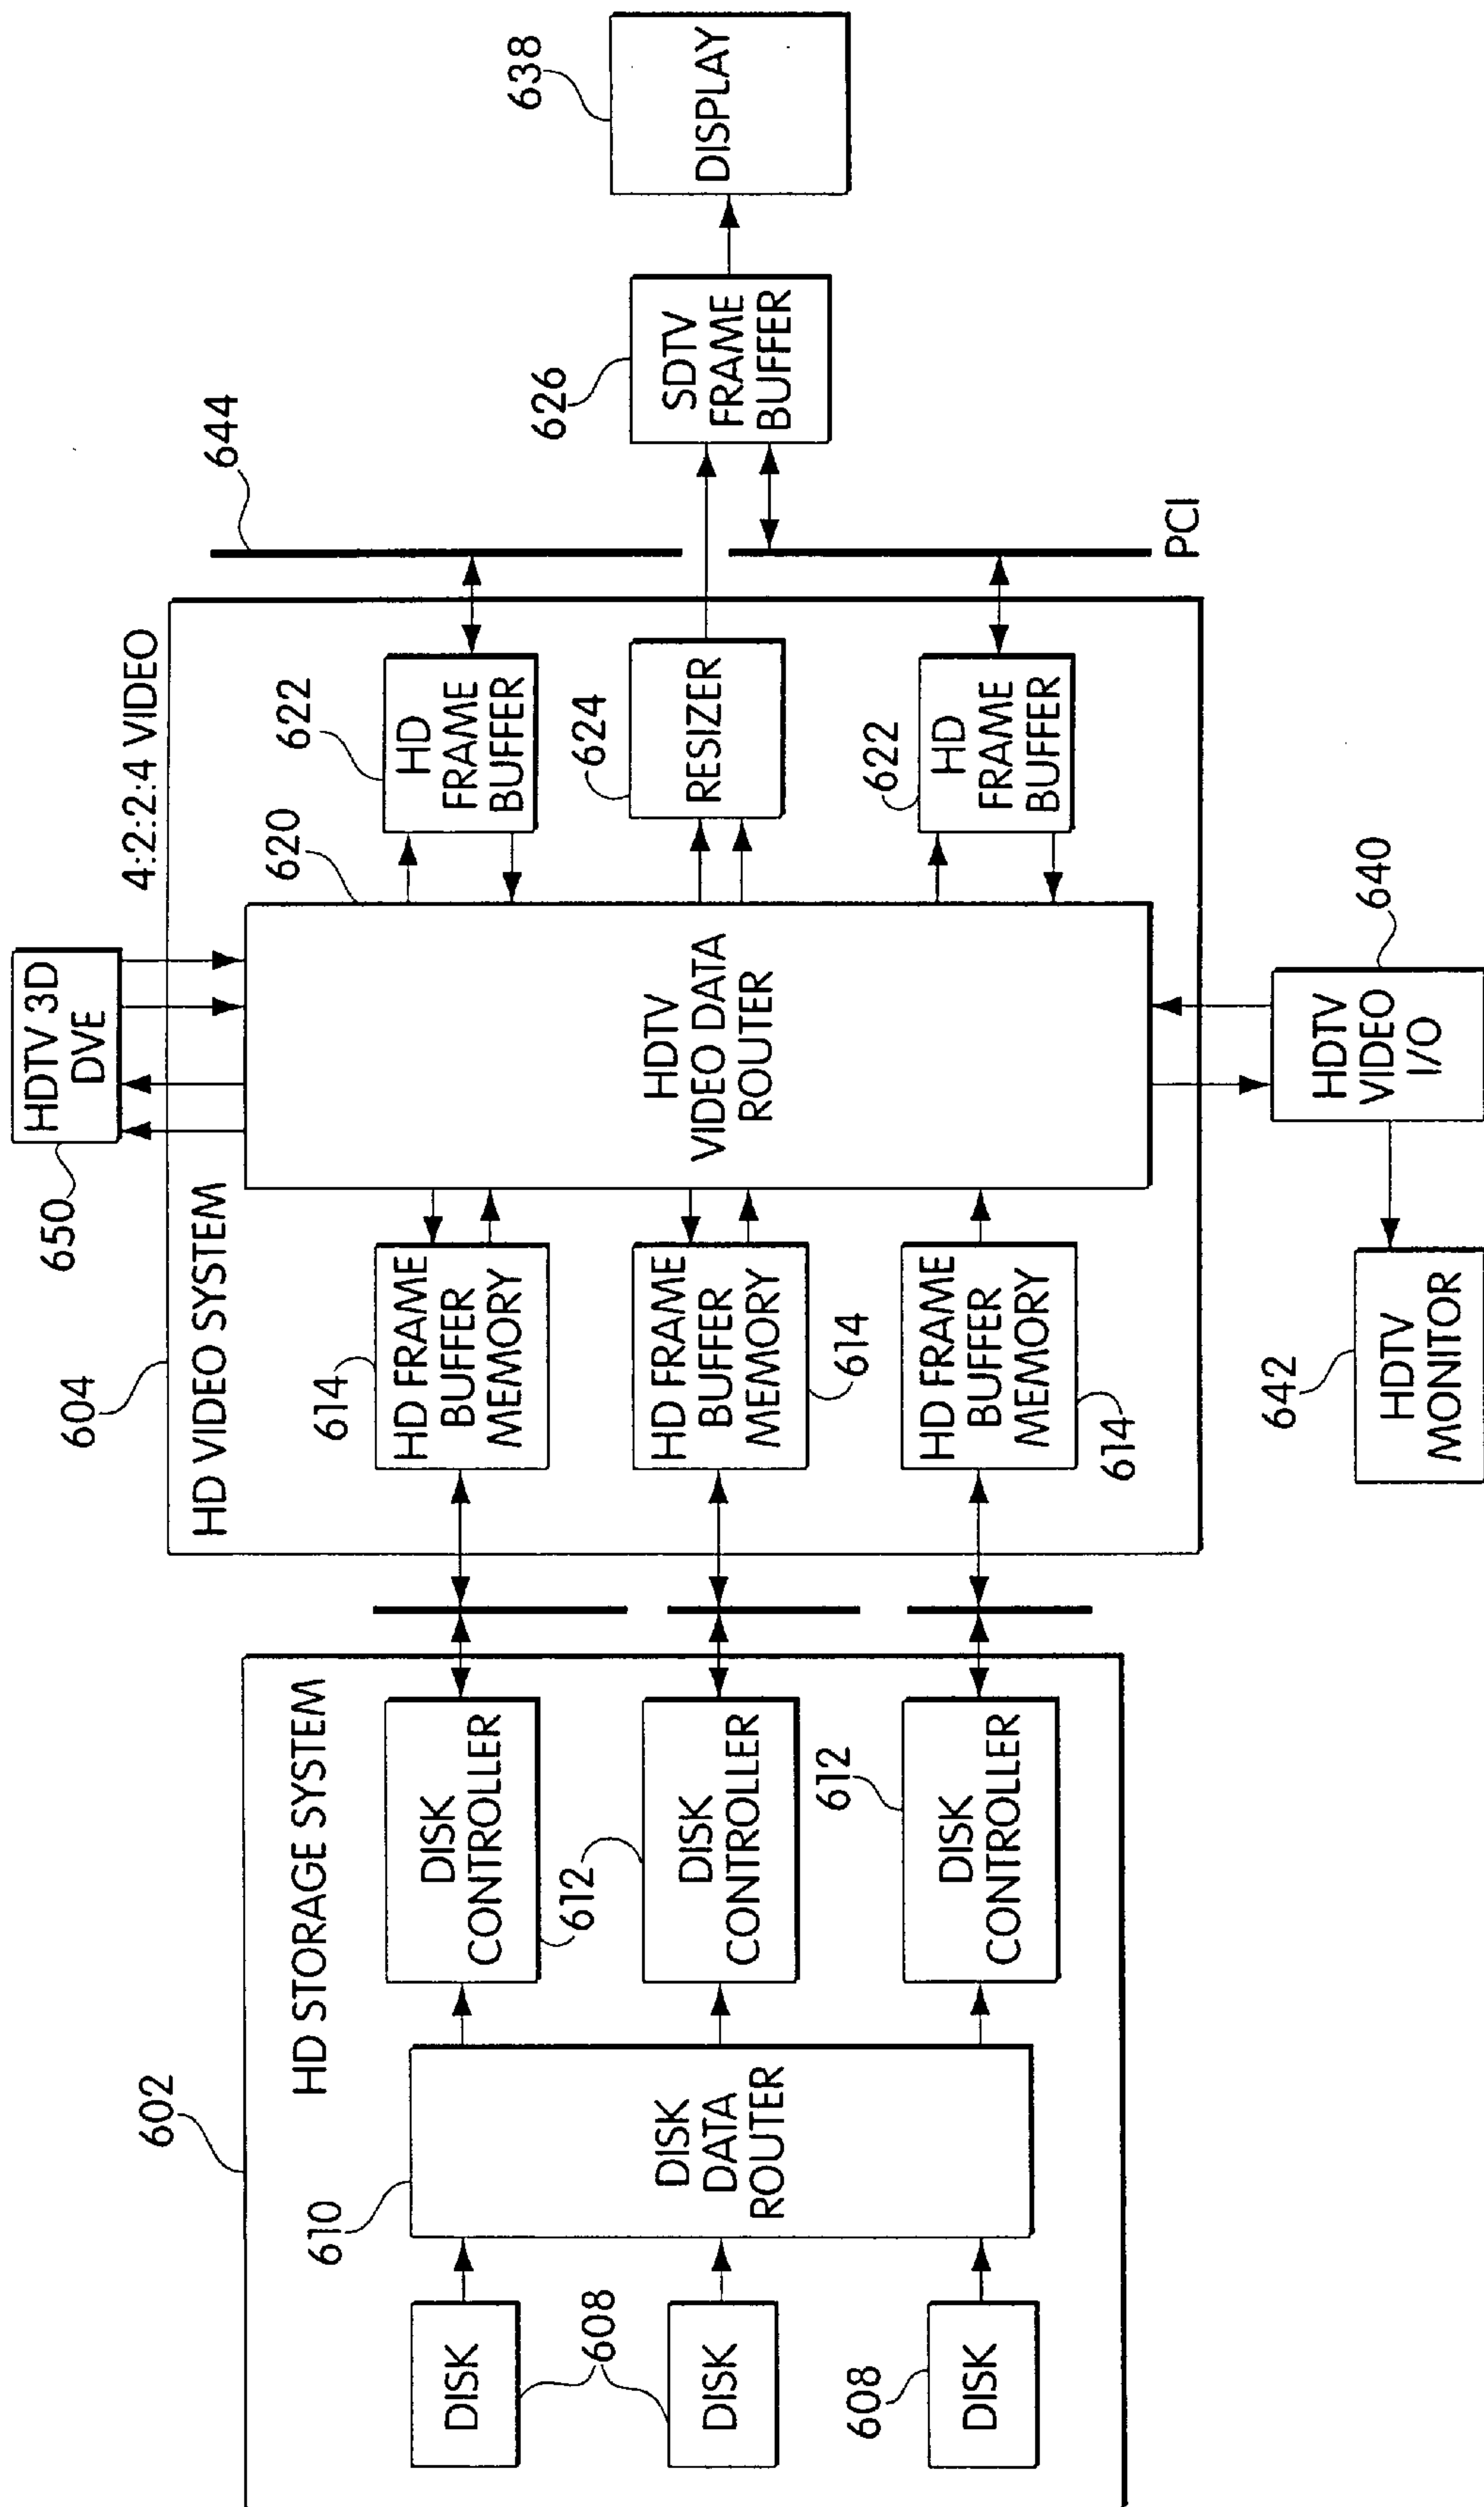 602
HD STORAGE SYSTEM
DISK
DISK
608
608
DISK
610
DISK
DATA
ROUTER
DISK
CONTROLLER
612
DISK
CONTROLLER
612
DISK
CONTROLLER
604
HD VIDEO SYSTEM
4:2:2:4 VIDEO
614
HD FRAME
BUFFER
MEMORY
HD FRAME
BUFFER
MEMORY
614
HD FRAME
BUFFER
MEMORY
614
650
HDTV 3D
DVE
620
HDTV
VIDEO DATA
ROUTER
622
HD
FRAME
BUFFER
624
RESIZER
622
HD
FRAME
BUFFER
642
HDTV
MONITOR
HDTV
VIDEO
I/O
640
644
PCI
626
SDTV
FRAME
BUFFER
638
DISPLAY